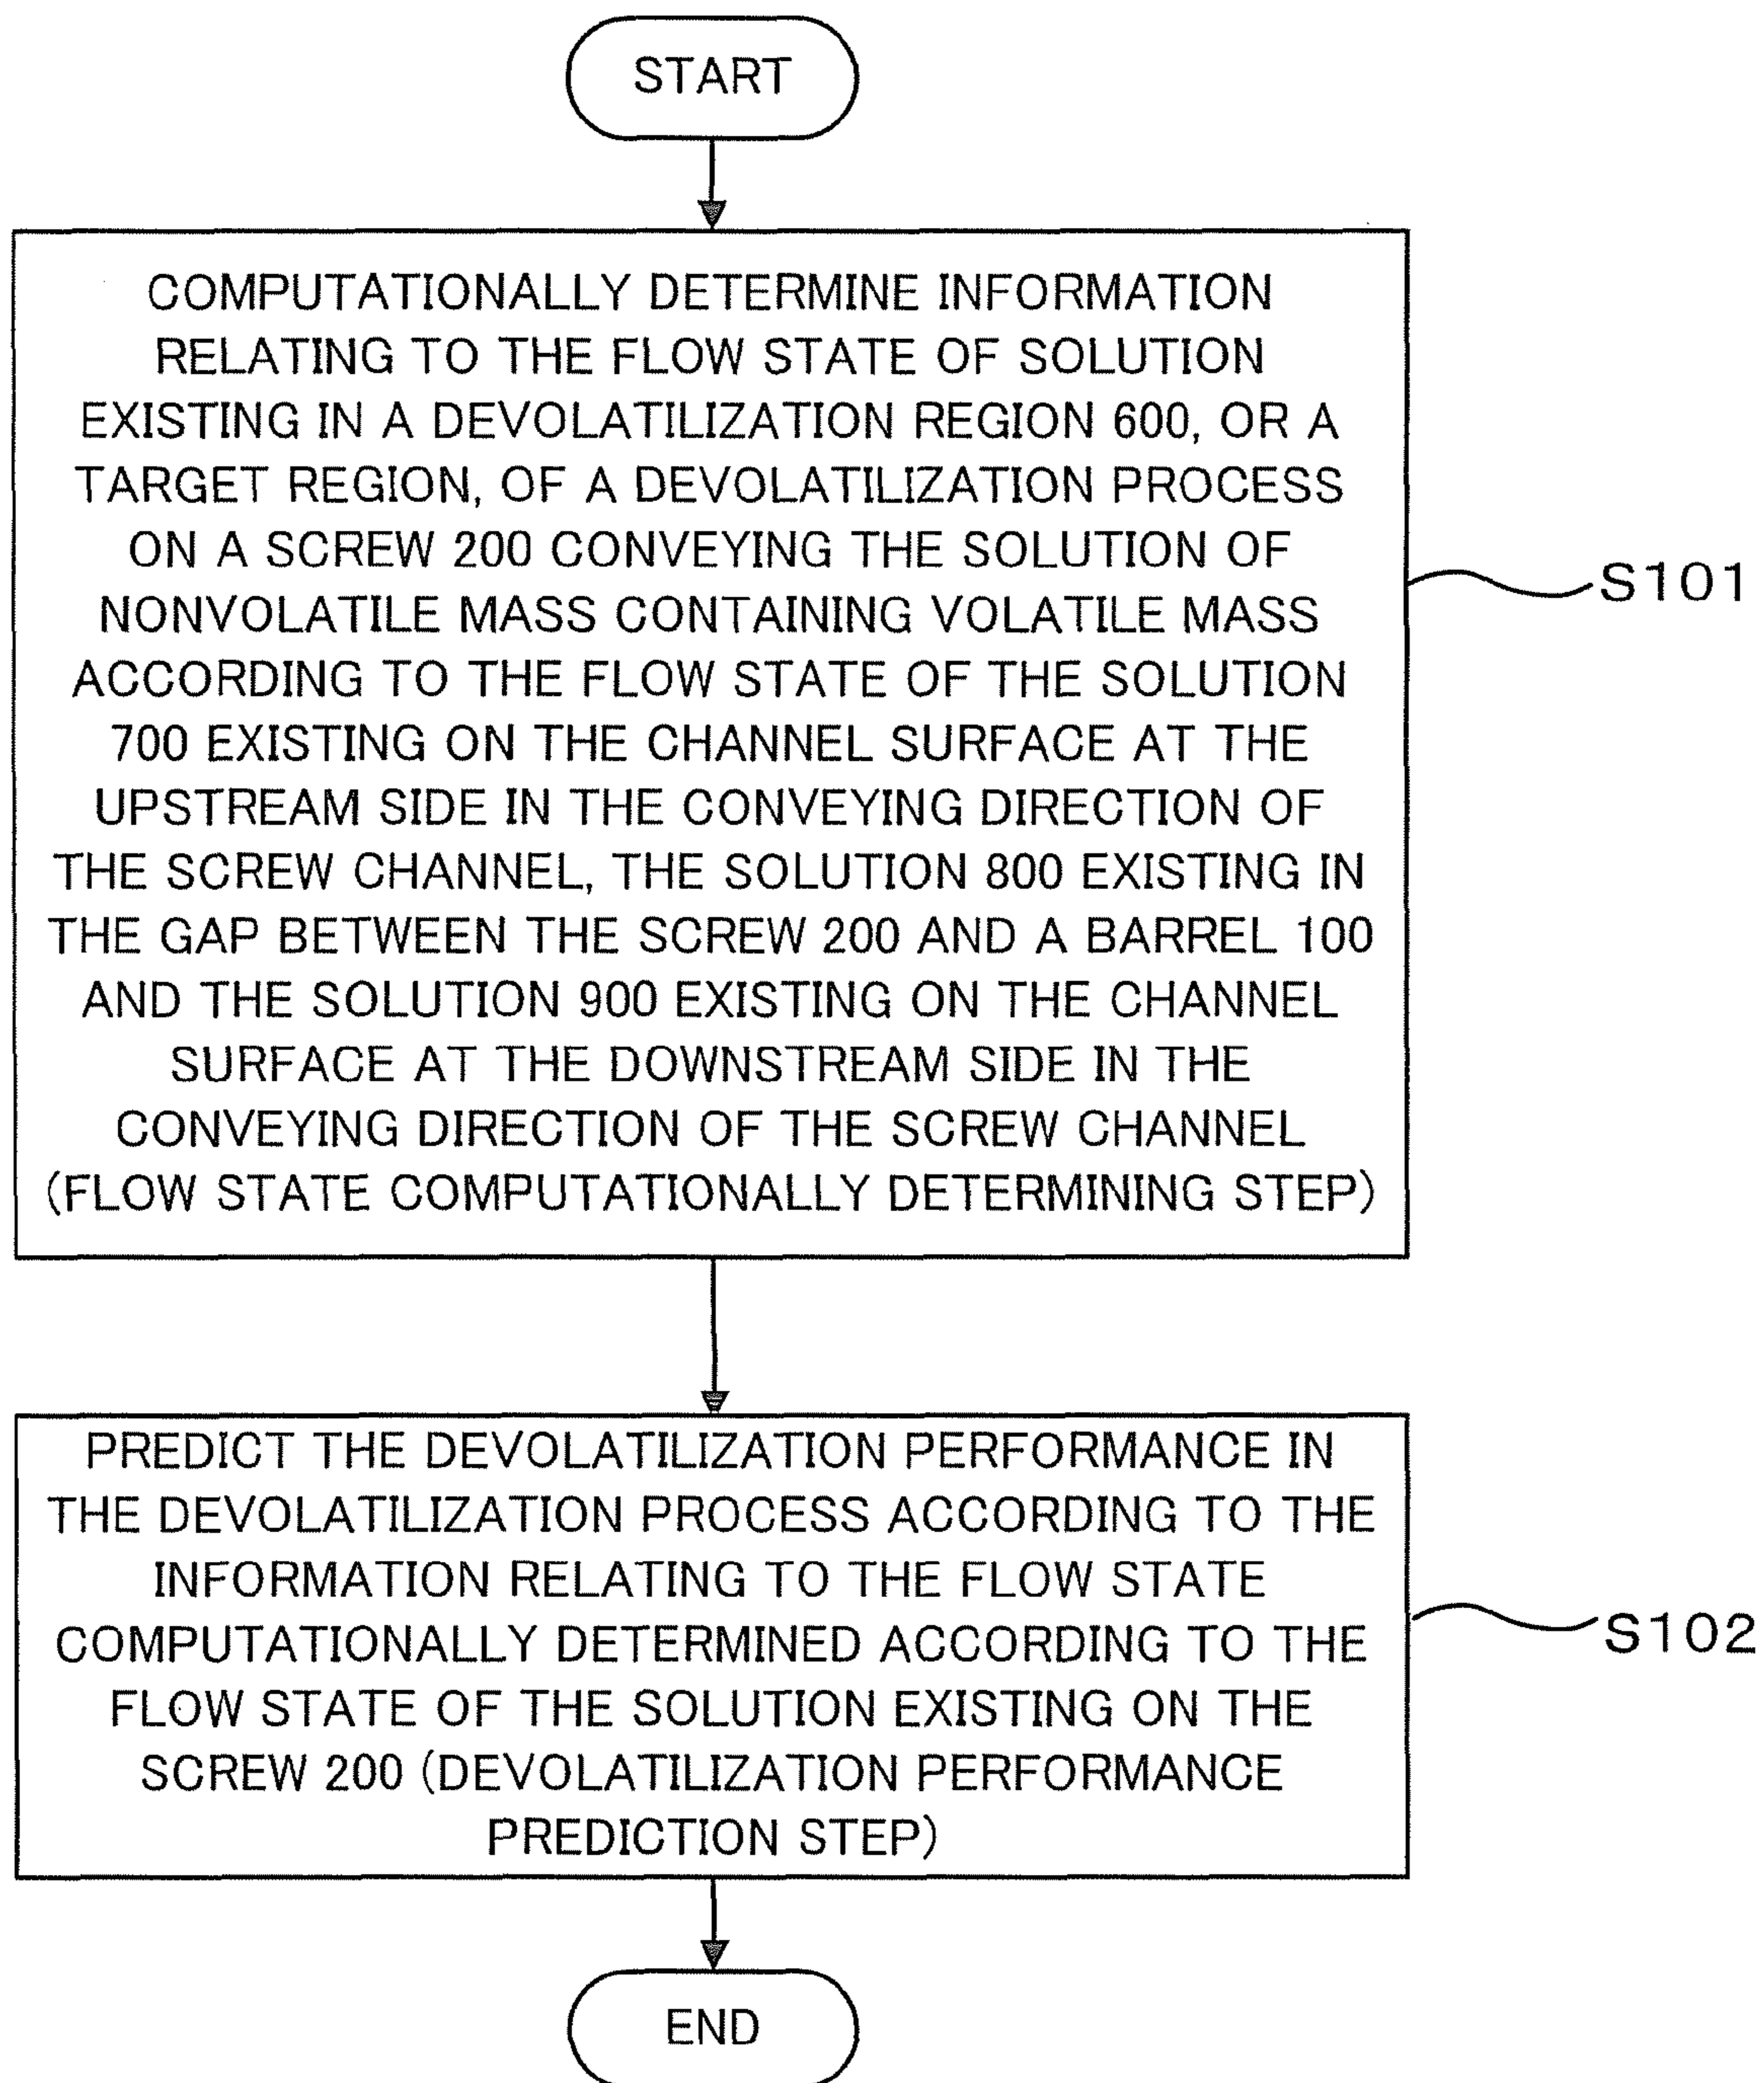 START
COMPUTATIONALLY DETERMINE INFORMATION
RELATING TO THE FLOW STATE OF SOLUTION
EXISTING IN A DEVOLATILIZATION REGION 600, OR A
TARGET REGION, OF A DEVOLATILIZATION PROCESS
ON A SCREW 200 CONVEYING THE SOLUTION OF
NONVOLATILE MASS CONTAINING VOLATILE MASS
ACCORDING TO THE FLOW STATE OF THE SOLUTION
700 EXISTING ON THE CHANNEL SURFACE AT THE
UPSTREAM SIDE IN THE CONVEYING DIRECTION OF
THE SCREW CHANNEL, THE SOLUTION 800 EXISTING IN
THE GAP BETWEEN THE SCREW 200 AND A BARREL 100
AND THE SOLUTION 900 EXISTING ON THE CHANNEL
SURFACE AT THE DOWNSTREAM SIDE IN THE
CONVEYING DIRECTION OF THE SCREW CHANNEL
(FLOW STATE COMPUTATIONALLY DETERMINING STEP)
S101
PREDICT THE DEVOLATILIZATION PERFORMANCE IN
THE DEVOLATILIZATION PROCESS ACCORDING TO THE
INFORMATION RELATING TO THE FLOW STATE
COMPUTATIONALLY DETERMINED ACCORDING TO THE
FLOW STATE OF THE SOLUTION EXISTING ON THE
SCREW 200 (DEVOLATILIZATION PERFORMANCE
PREDICTION STEP)
S102
END